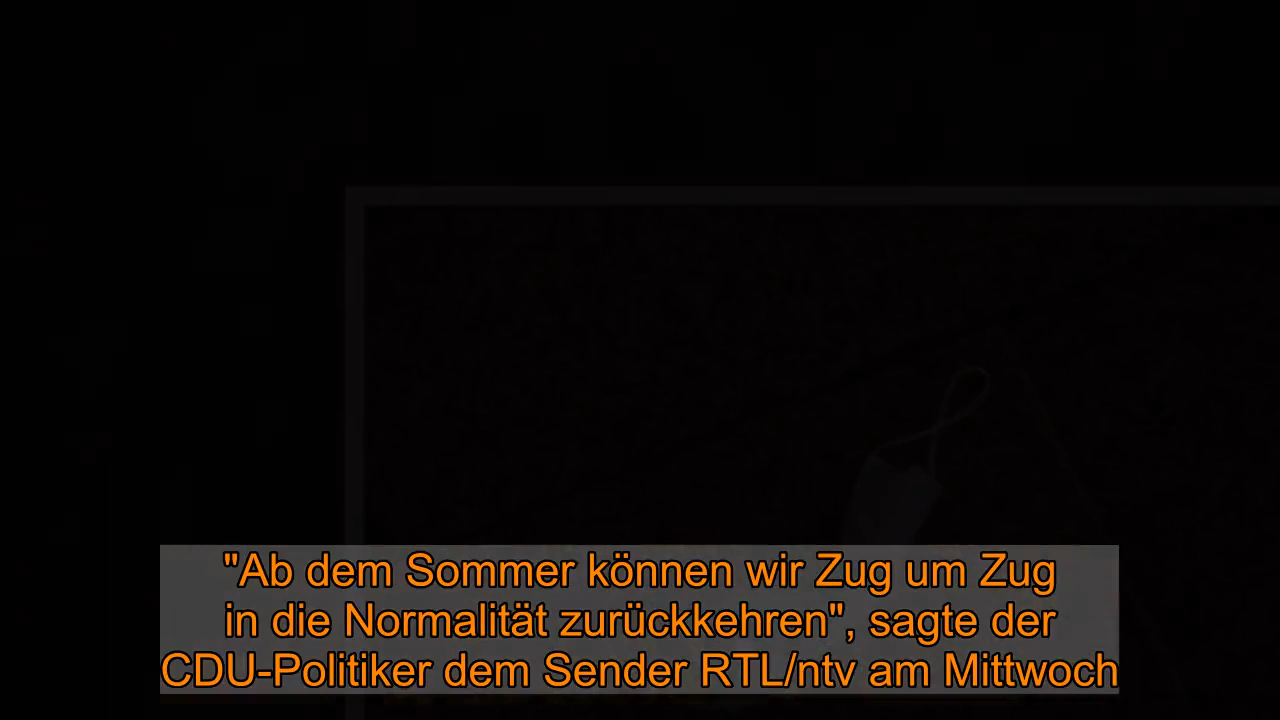 "Ab dem Sommer können wir Zug um Zug
in die Normalität zurückkehren", sagte der
CDU-Politiker dem Sender RTL/ntv am Mittwoch